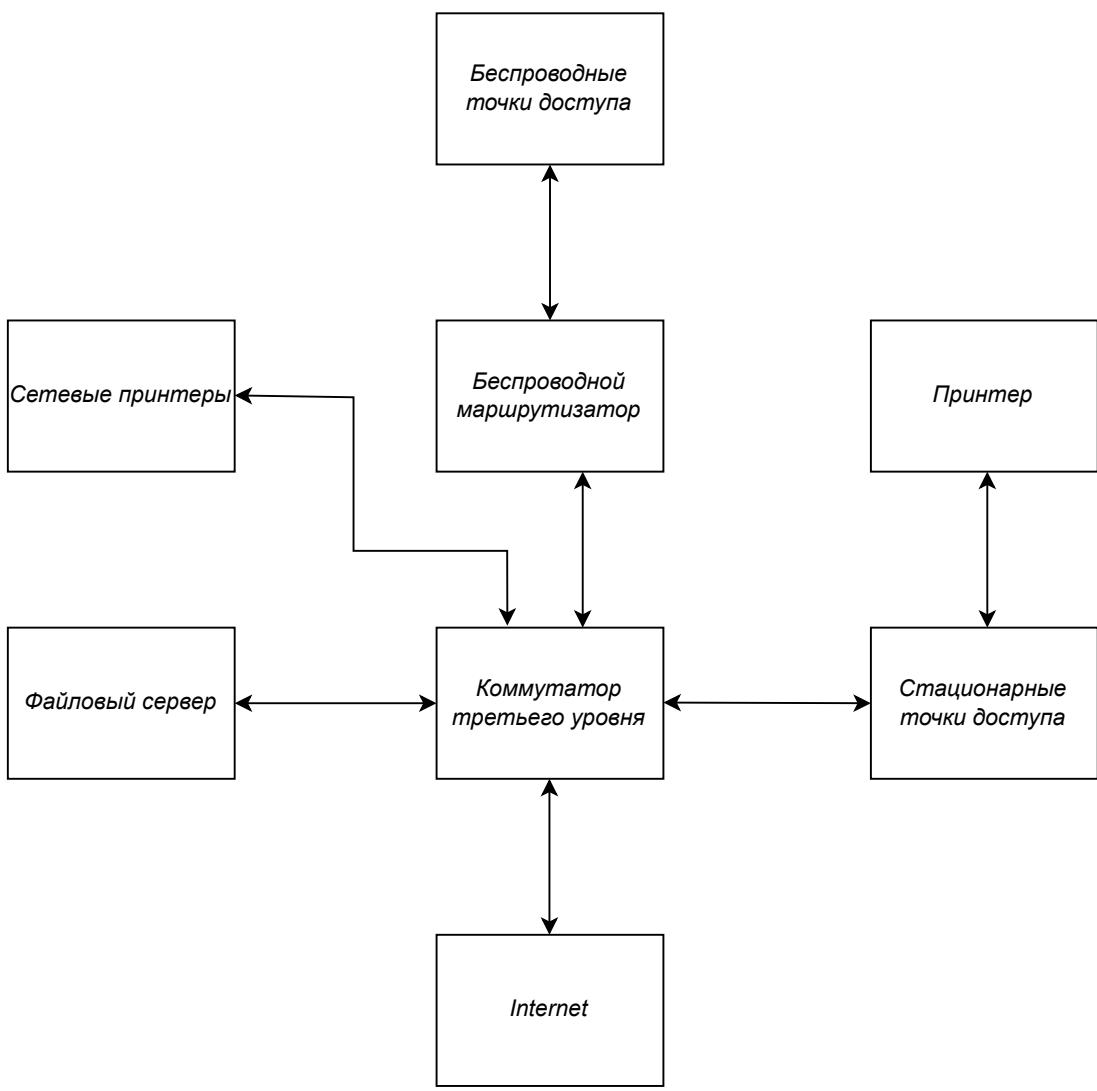 Беспроводные
точки доступа
Сетевые принтеры
Беспроводной
маршрутизатор
Принтер
Файловый сервер
Коммутатор
третьего уровня
Стационарные
точки доступа
Internet